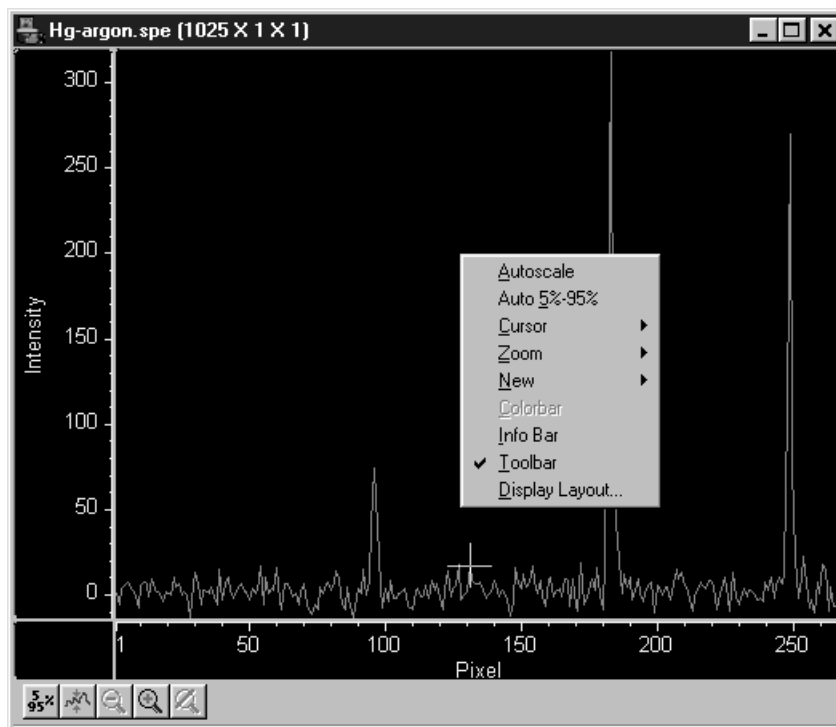 Hg-argon.spe (1025 X 1 X 1)
300
250
200
150
100
50
0
Intensity
Autoscale
Auto 5%-95%
Cursor
Zoom
New
Colorbar
Info Bar
Toolbar
Display Layout...
1 50 100 150 200 250
Pixel
5
95%